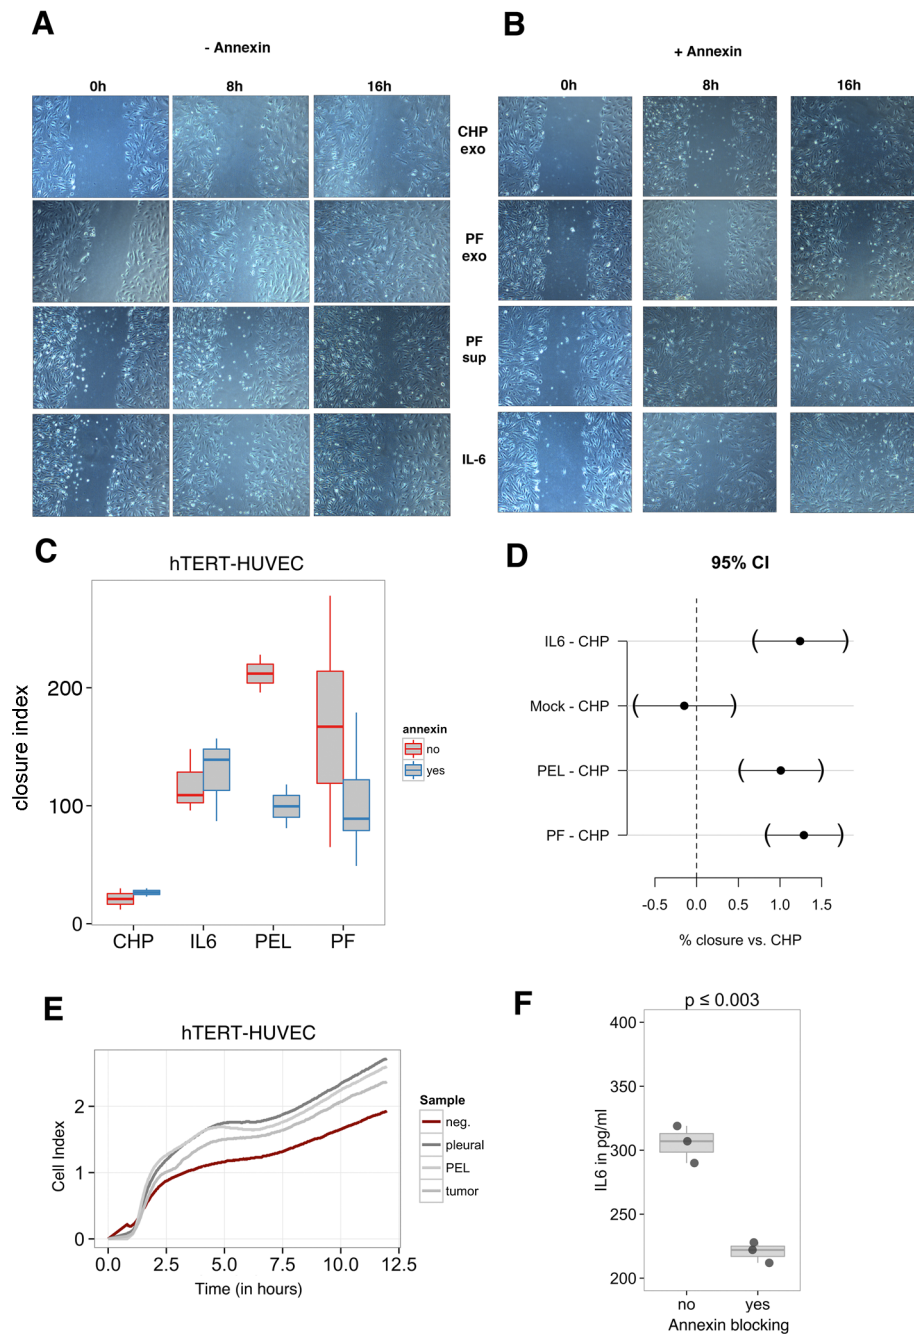 A
- Annexin
0h
8h
16h
B
+ Annexin
0h
8h
16h
CHP
exo
PF
exo
PF
sup
IL-6
C
hTERT-HUVEC
closure index
200
100
0
CHP
IL6
PEL
PF
annexin
no
yes
D
95% CI
IL6 - CHP
Mock - CHP
PEL - CHP
PF - CHP
-0.5
0.0
0.5
1.0
1.5
% closure vs. CHP
E
hTERT-HUVEC
Cell Index
2
1
0
0.0
2.5
5.0
7.5
10.0
12.5
Time (in hours)
Sample
neg.
pleural
PEL
tumor
F
p ≤ 0.003
IL6 in pg/ml
400
350
300
250
200
no
yes
Annexin blocking